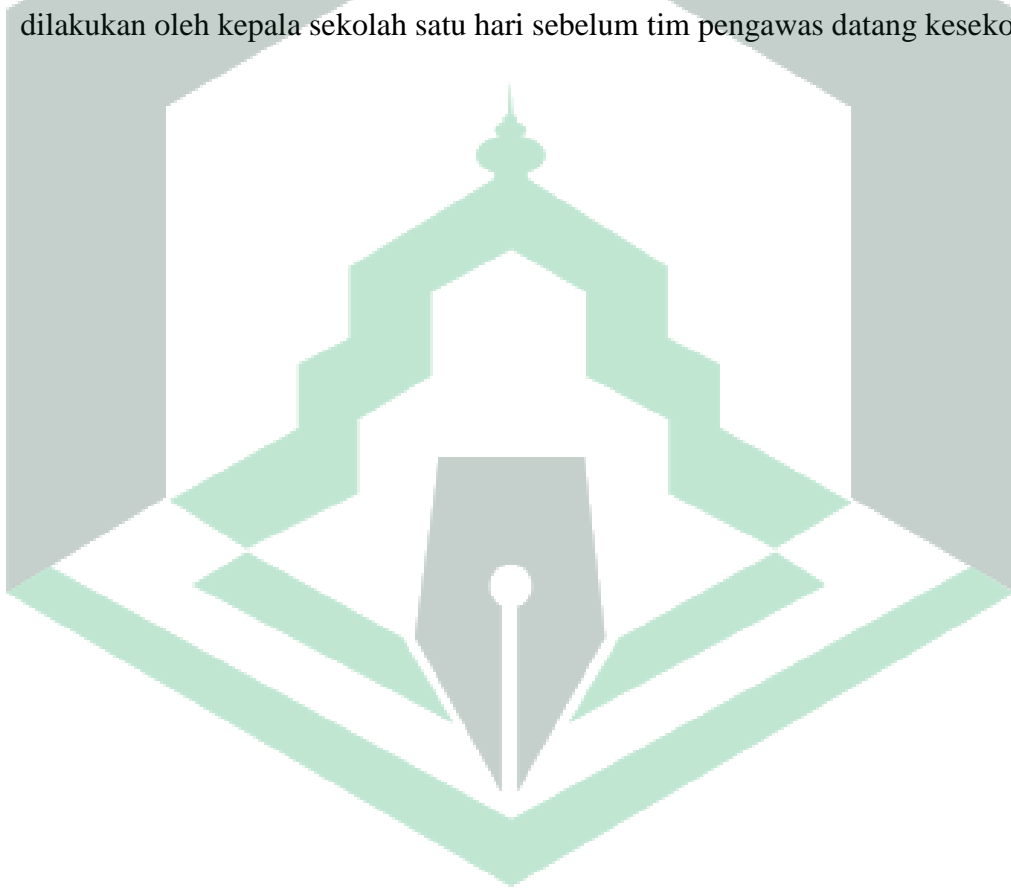 dilakukan oleh kepala sekolah satu hari sebelum tim pengawas datang keseko